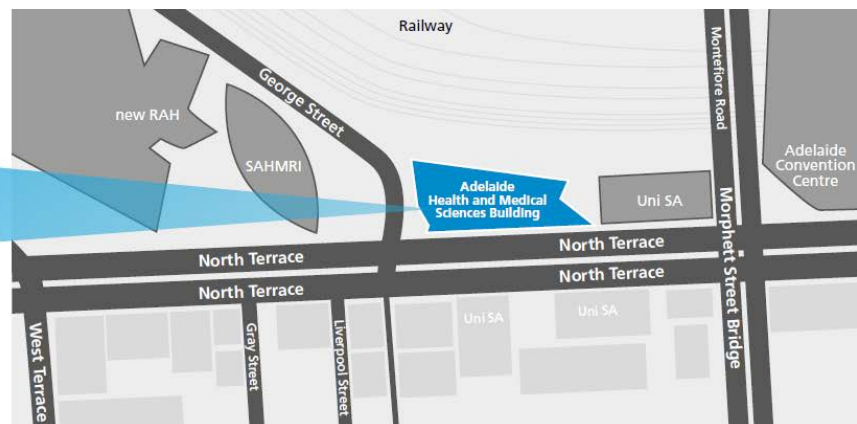 Railway
George Street
Montefiore Road
new RAH
SAHMRI
Adelaide
Health and Medical
Sciences Building
Uni SA
Adelaide
Convention
Centre
Morphett Street Bridge
North Terrace
North Terrace
North Terrace
North Terrace
West Terrace
Gray Street
Liverpool Street
Uni SA
Uni SA